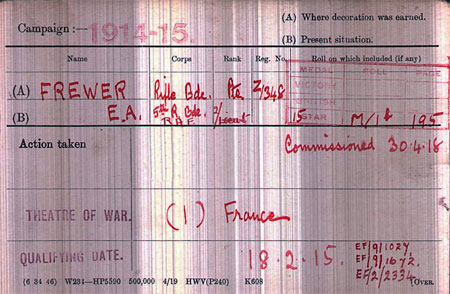 Campaign :— 1914-15.
(A) Where decoration was earned.
(B) Present situation.
Name Corps Rank Reg. No. Roll on which included (if any)
MEDAL ROLL PAGE
(A) FREWER Rifle Bde. Pte Z/348
VICTORY
BRITISH
(B) E.A. 5th R Bde. 2/Lieut
STAR 15 M/1B 195
Action taken
Commissioned 30.4.18
THEATRE OF WAR. (1) France
QUALIFYING DATE. 18.2.15.
EF/9/1027
EF/9/1672.
EF/2/2334
(6 34 46) W234—HP5590 500,000 4/19 HWV(P240) K608 OVER.